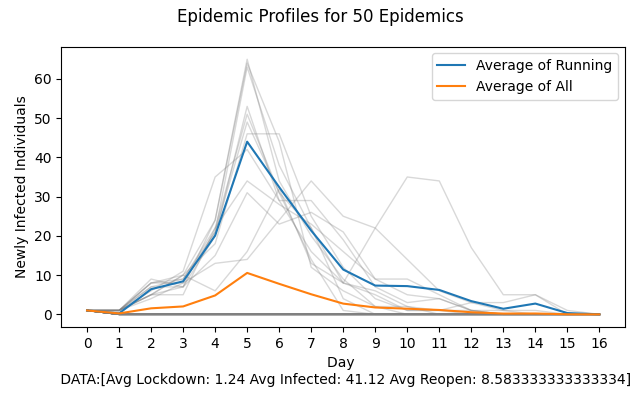 Epidemic Profiles for 50 Epidemics
Average of Running
Average of All
Newly Infected Individuals
60
50
40
30
20
10
0
0 1 2 3 4 5 6 7 8 9 10 11 12 13 14 15 16
Day
DATA:[Avg Lockdown: 1.24 Avg Infected: 41.12 Avg Reopen: 8.583333333333334]